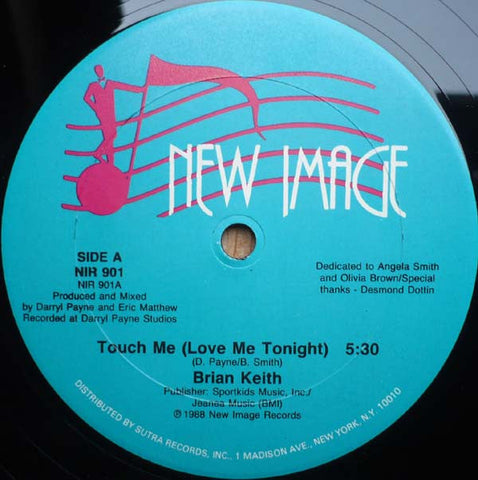 NEW IMAGE
SIDE A
NIR 901
NIR 901A
Produced and Mixed
by Darryl Payne and Eric Matthew
Recorded at Darryl Payne Studios
Dedicated to Angela Smith
and Olivia Brown/Special
thanks - Desmond Dottin
Touch Me (Love Me Tonight) 5:30
(D. Payne/B. Smith)
Brian Keith
Publisher: Sportkids Music, Inc./
Jeanea Music (BMI)
℗ 1988 New Image Records
DISTRIBUTED BY SUTRA RECORDS, INC., 1 MADISON AVE., NEW YORK, N.Y. 10010